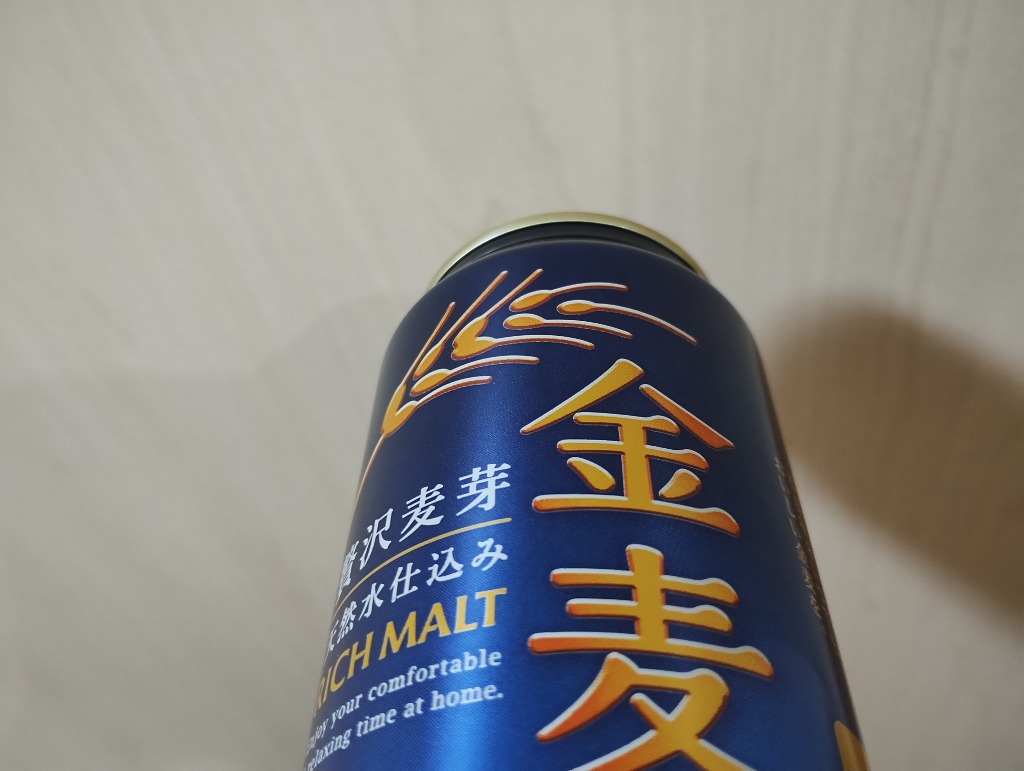 金麦
贅沢麦芽
天然水仕込み
RICH MALT
Enjoy your comfortable
relaxing time at home.